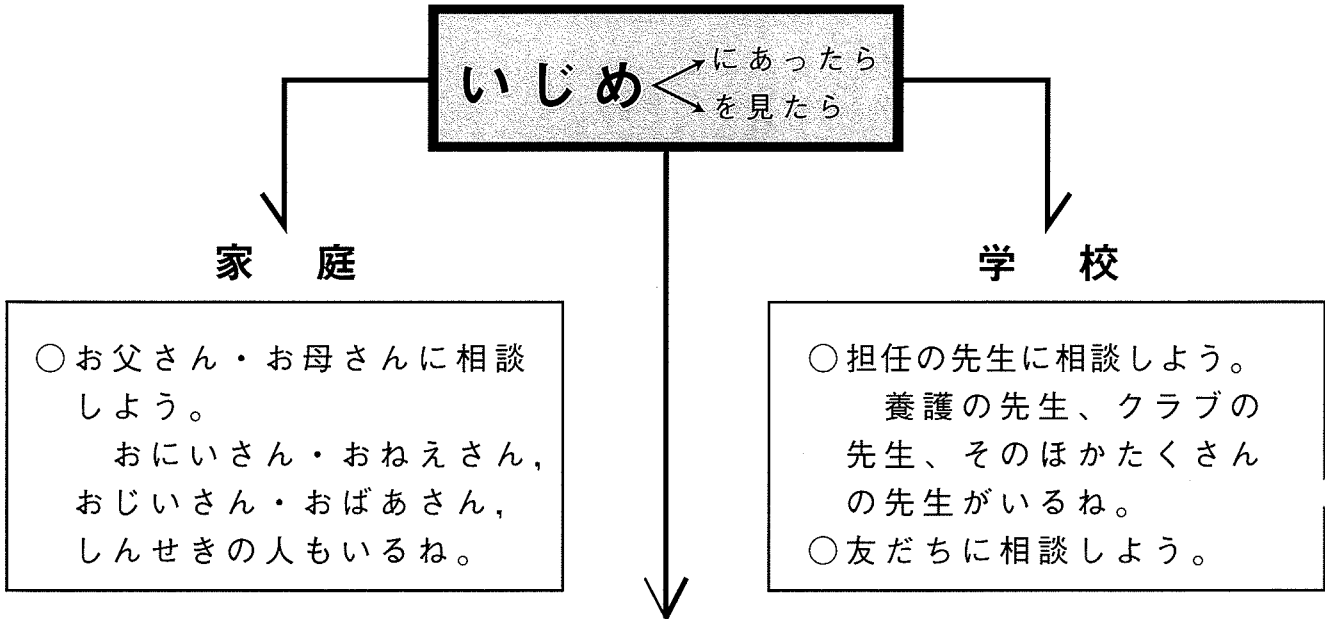 いじめ
にあったら
を見たら
家庭
○お父さん・お母さんに相談
しよう。
おにいさん・おねえさん，
おじいさん・おばあさん，
しんせきの人もいるね。
学校
○担任の先生に相談しよう。
養護の先生、クラブの
先生、そのほかたくさん
の先生がいるね。
○友だちに相談しよう。